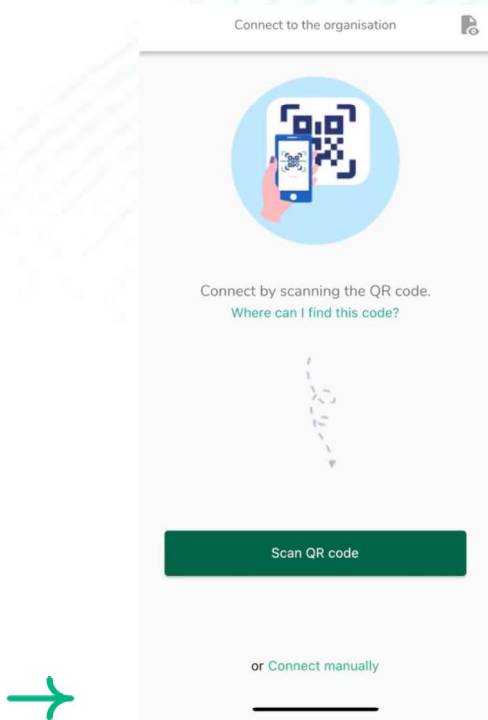 Connect to the organisation
Connect by scanning the QR code.
Where can I find this code?
Scan QR code
or Connect manually